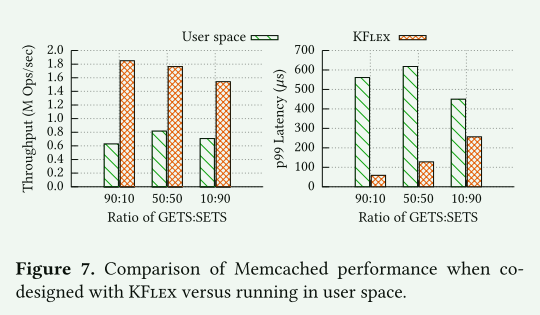 User space KFLEX
Throughput (M Ops/sec)
2.0
1.8
1.6
1.4
1.2
1.0
0.8
0.6
0.4
0.2
0.0
90:10 50:50 10:90
Ratio of GETS:SETS
p99 Latency (μs)
700
600
500
400
300
200
100
0
90:10 50:50 10:90
Ratio of GETS:SETS
Figure 7. Comparison of Memcached performance when co-
designed with KFLEX versus running in user space.